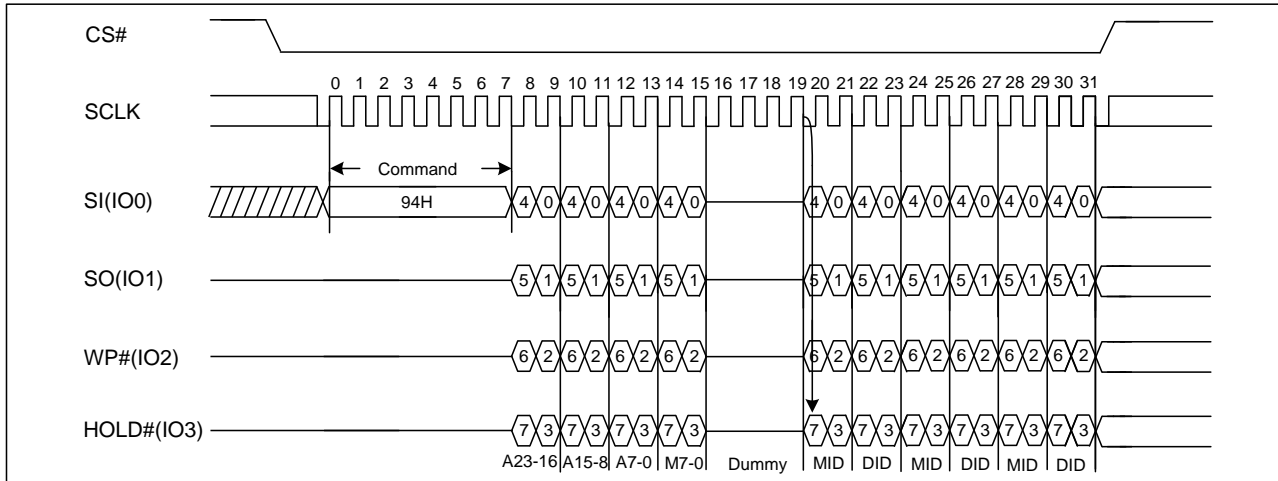 CS#
0 1 2 3 4 5 6 7 8 9 10 11 12 13 14 15 16 17 18 19 20 21 22 23 24 25 26 27 28 29 30 31
SCLK
Command
SI(IO0) 94H 4 0 4 0 4 0 4 0 4 0 4 0 4 0 4 0 4 0 4 0
SO(IO1) 5 1 5 1 5 1 5 1 5 1 5 1 5 1 5 1 5 1 5 1
WP#(IO2) 6 2 6 2 6 2 6 2 6 2 6 2 6 2 6 2 6 2 6 2
HOLD#(IO3) 7 3 7 3 7 3 7 3 7 3 7 3 7 3 7 3 7 3 7 3
A23-16 A15-8 A7-0 M7-0 Dummy MID DID MID DID MID DID